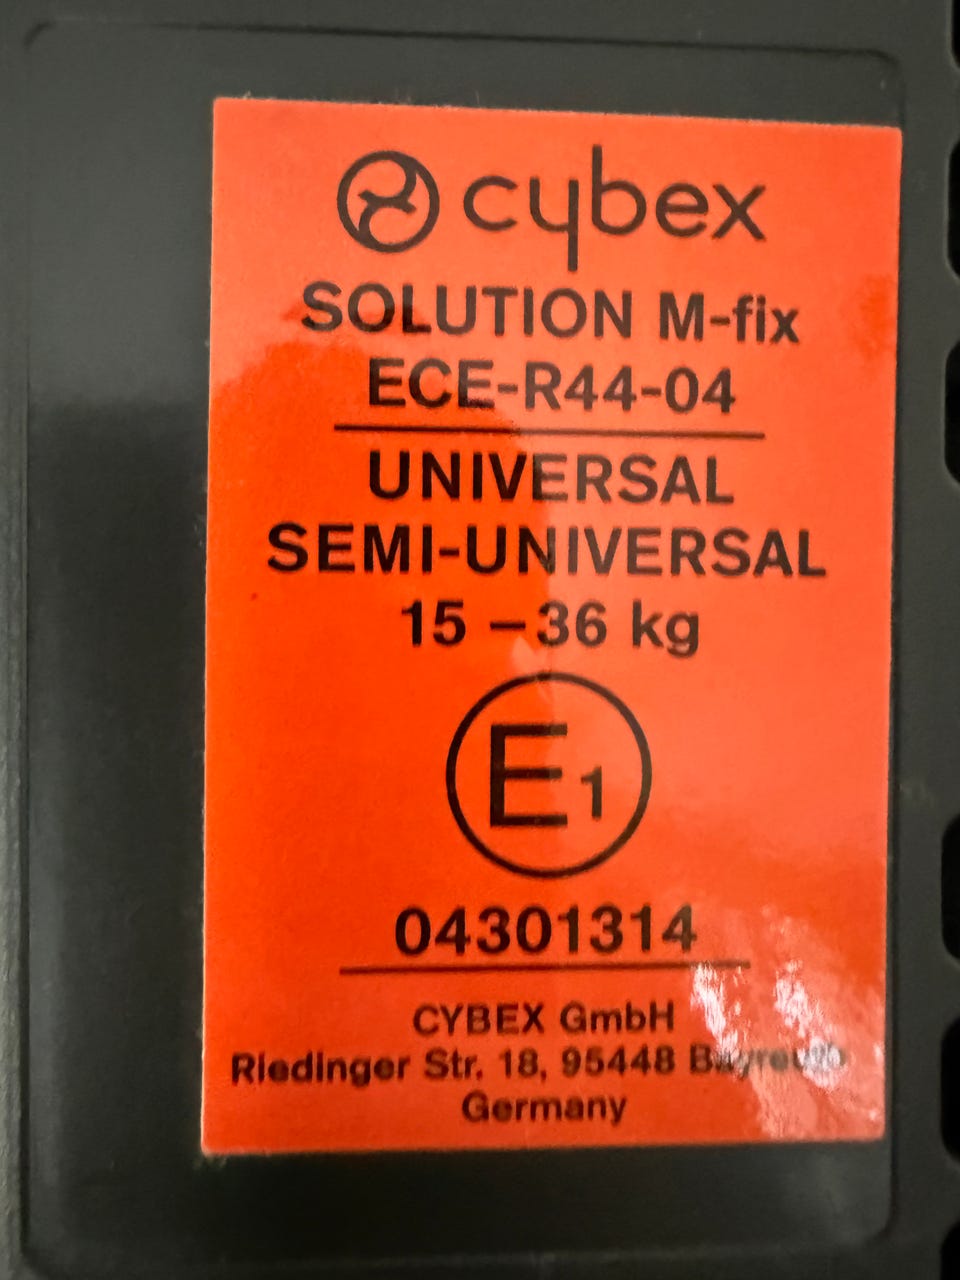 cybex
SOLUTION M-fix
ECE-R44-04
UNIVERSAL
SEMI-UNIVERSAL
15 – 36 kg
E1
04301314
CYBEX GmbH
Riedinger Str. 18, 95448 Bayreuth
Germany